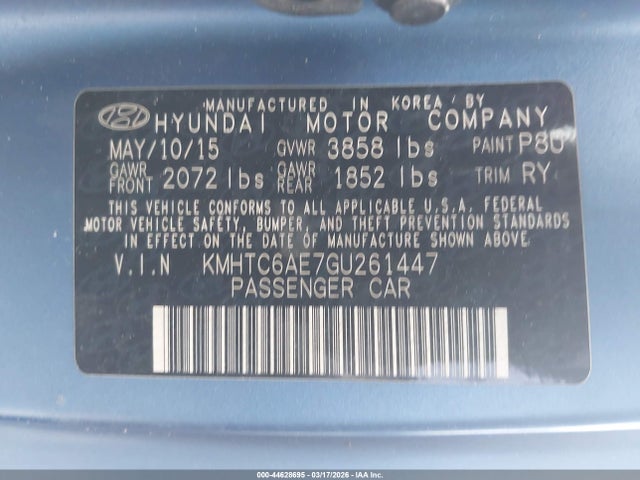 MANUFACTURED IN KOREA / BY
HYUNDAI MOTOR COMPANY
MAY/10/15 GVWR 3858 lbs PAINT P8U
GAWR FRONT 2072 lbs GAWR REAR 1852 lbs TRIM RY
THIS VEHICLE CONFORMS TO ALL APPLICABLE U.S.A. FEDERAL
MOTOR VEHICLE SAFETY, BUMPER, AND THEFT PREVENTION STANDARDS
IN EFFECT ON THE DATE OF MANUFACTURE SHOWN ABOVE.
V.I.N KMHTC6AE7GU261447
PASSENGER CAR
000-44628695 - 03/17/2026 - IAA Inc.